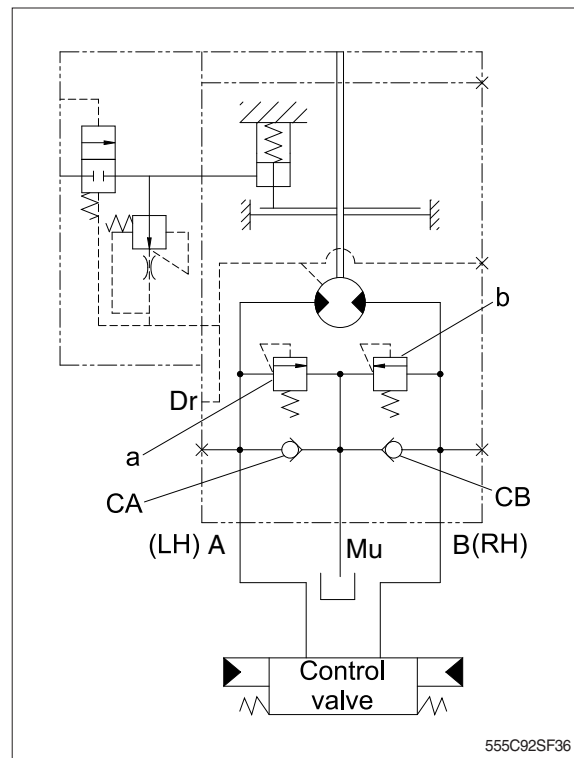 b
Dr
a
CA
CB
(LH) A
Mu
B(RH)
Control
valve
555C92SF36